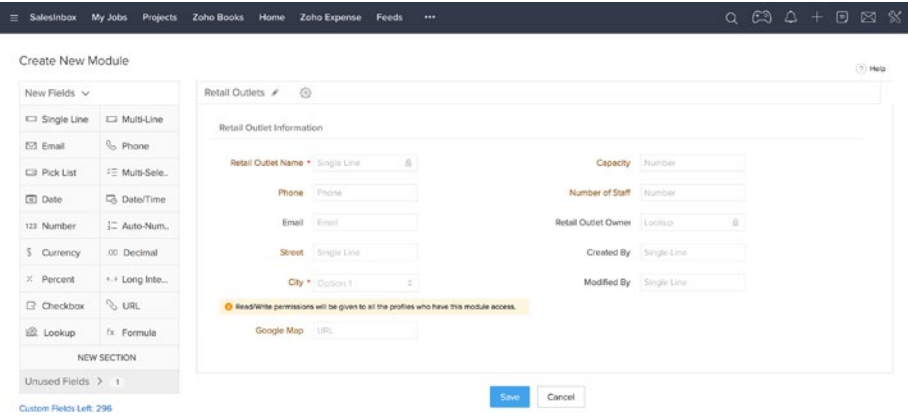 SalesInbox My Jobs Projects Zoho Books Home Zoho Expense Feeds •••
Create New Module
Help
New Fields
Single Line Multi-Line
Email Phone
Pick List Multi-Sele..
Date Date/Time
123 Number Auto-Num..
$ Currency .00 Decimal
% Percent Long Inte...
Checkbox URL
Lookup fx Formula
NEW SECTION
Unused Fields > 1
Custom Fields Left: 296
Retail Outlets
Retail Outlet Information
Retail Outlet Name * Single Line
Phone Phone
Email Email
Street Single Line
City * Option 1
Read/Write permissions will be given to all the profiles who have this module access.
Google Map URL
Capacity Number
Number of Staff Number
Retail Outlet Owner Lookup
Created By Single Line
Modified By Single Line
Save Cancel